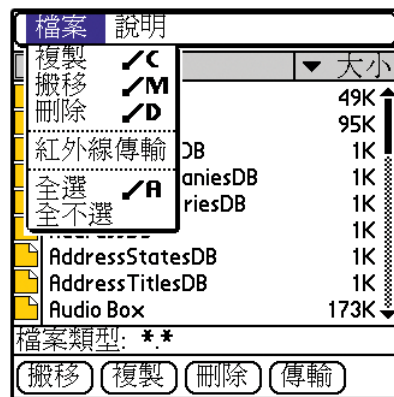 檔案 說明
複製 ／C
搬移 ／M
刪除 ／D
紅外線傳輸
全選 ／A
全不選
▼ 大小
49K
95K
DB 1K
aniesDB 1K
riesDB 1K
1K
AddressStatesDB 1K
AddressTitlesDB 1K
Audio Box 173K
檔案類型: *.*
搬移 複製 刪除 傳輸